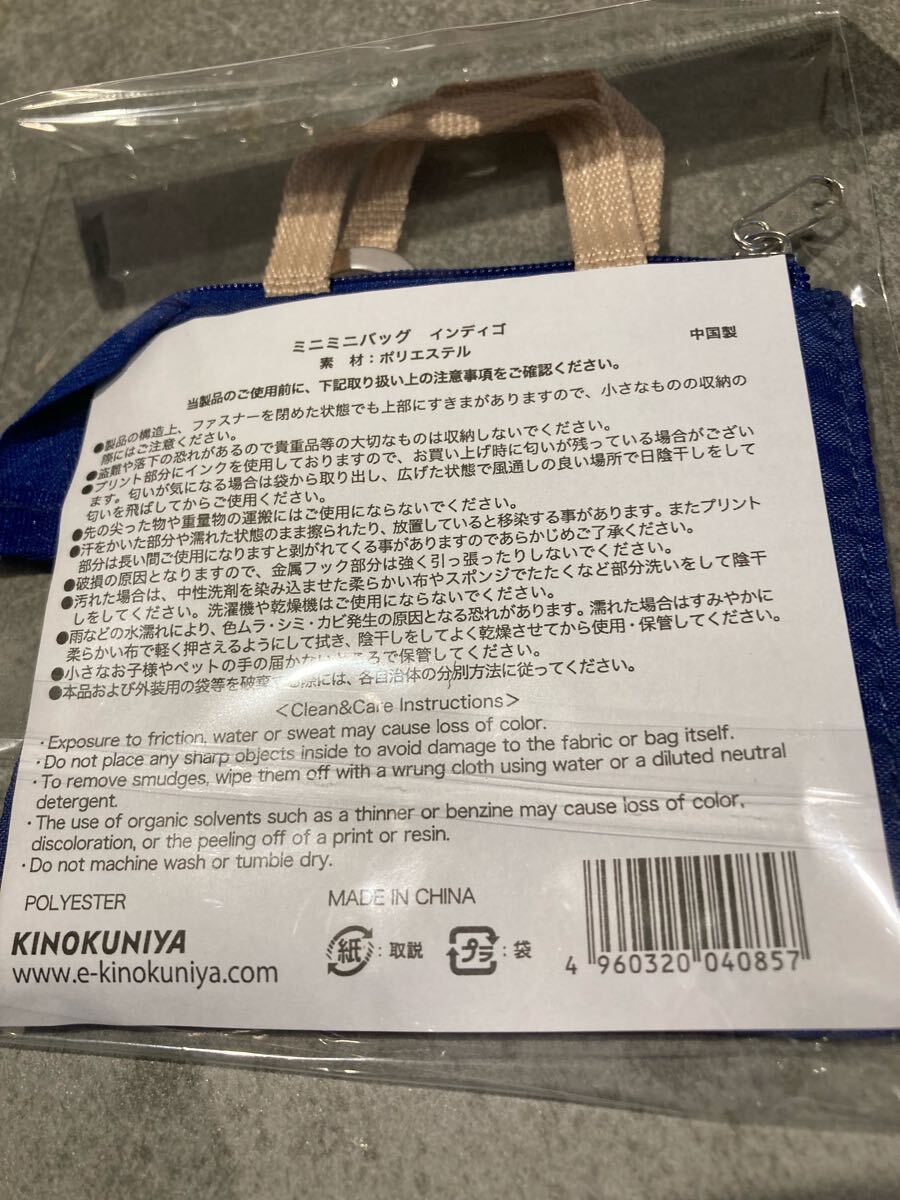 ミニミニバッグ　インディゴ
中国製
素　材：ポリエステル
当製品のご使用前に、下記取り扱い上の注意事項をご確認ください。
●製品の構造上、ファスナーを閉めた状態でも上部にすきまがありますので、小さなものの収納の
際にはご注意ください。
●盗難や落下の恐れがあるので貴重品等の大切なものは収納しないでください。
●プリント部分にインクを使用しておりますので、お買い上げ時に匂いが残っている場合がござい
ます。匂いが気になる場合は袋から取り出し、広げた状態で風通しの良い場所で日陰干しをして
匂いを飛ばしてからご使用ください。
●先の尖った物や重量物の運搬にはご使用にならないでください。
●汗をかいた部分や濡れた状態のまま擦られたり、放置していると移染する事があります。またプリント
部分は長い間ご使用になりますと剥がれてくる事がありますのであらかじめご了承ください。
●破損の原因となりますので、金属フック部分は強く引っ張ったりしないでください。
●汚れた場合は、中性洗剤を染み込ませた柔らかい布やスポンジでたたくなど部分洗いをして陰干
しをしてください。洗濯機や乾燥機はご使用にならないでください。
●雨などの水濡れにより、色ムラ・シミ・カビ発生の原因となる恐れがあります。濡れた場合はすみやかに
柔らかい布で軽く押さえるようにして拭き、陰干しをしてよく乾燥させてから使用・保管してください。
●小さなお子様やペットの手の届かないところで保管してください。
●本品および外装用の袋等を破棄する際には、各自治体の分別方法に従ってください。
＜Clean&Care Instructions＞
・Exposure to friction, water or sweat may cause loss of color.
・Do not place any sharp objects inside to avoid damage to the fabric or bag itself.
・To remove smudges, wipe them off with a wrung cloth using water or a diluted neutral
detergent.
・The use of organic solvents such as a thinner or benzine may cause loss of color,
discoloration, or the peeling off of a print or resin.
・Do not machine wash or tumble dry.
POLYESTER
MADE IN CHINA
KINOKUNIYA
www.e-kinokuniya.com
紙：取説
プラ：袋
4 960320 040857